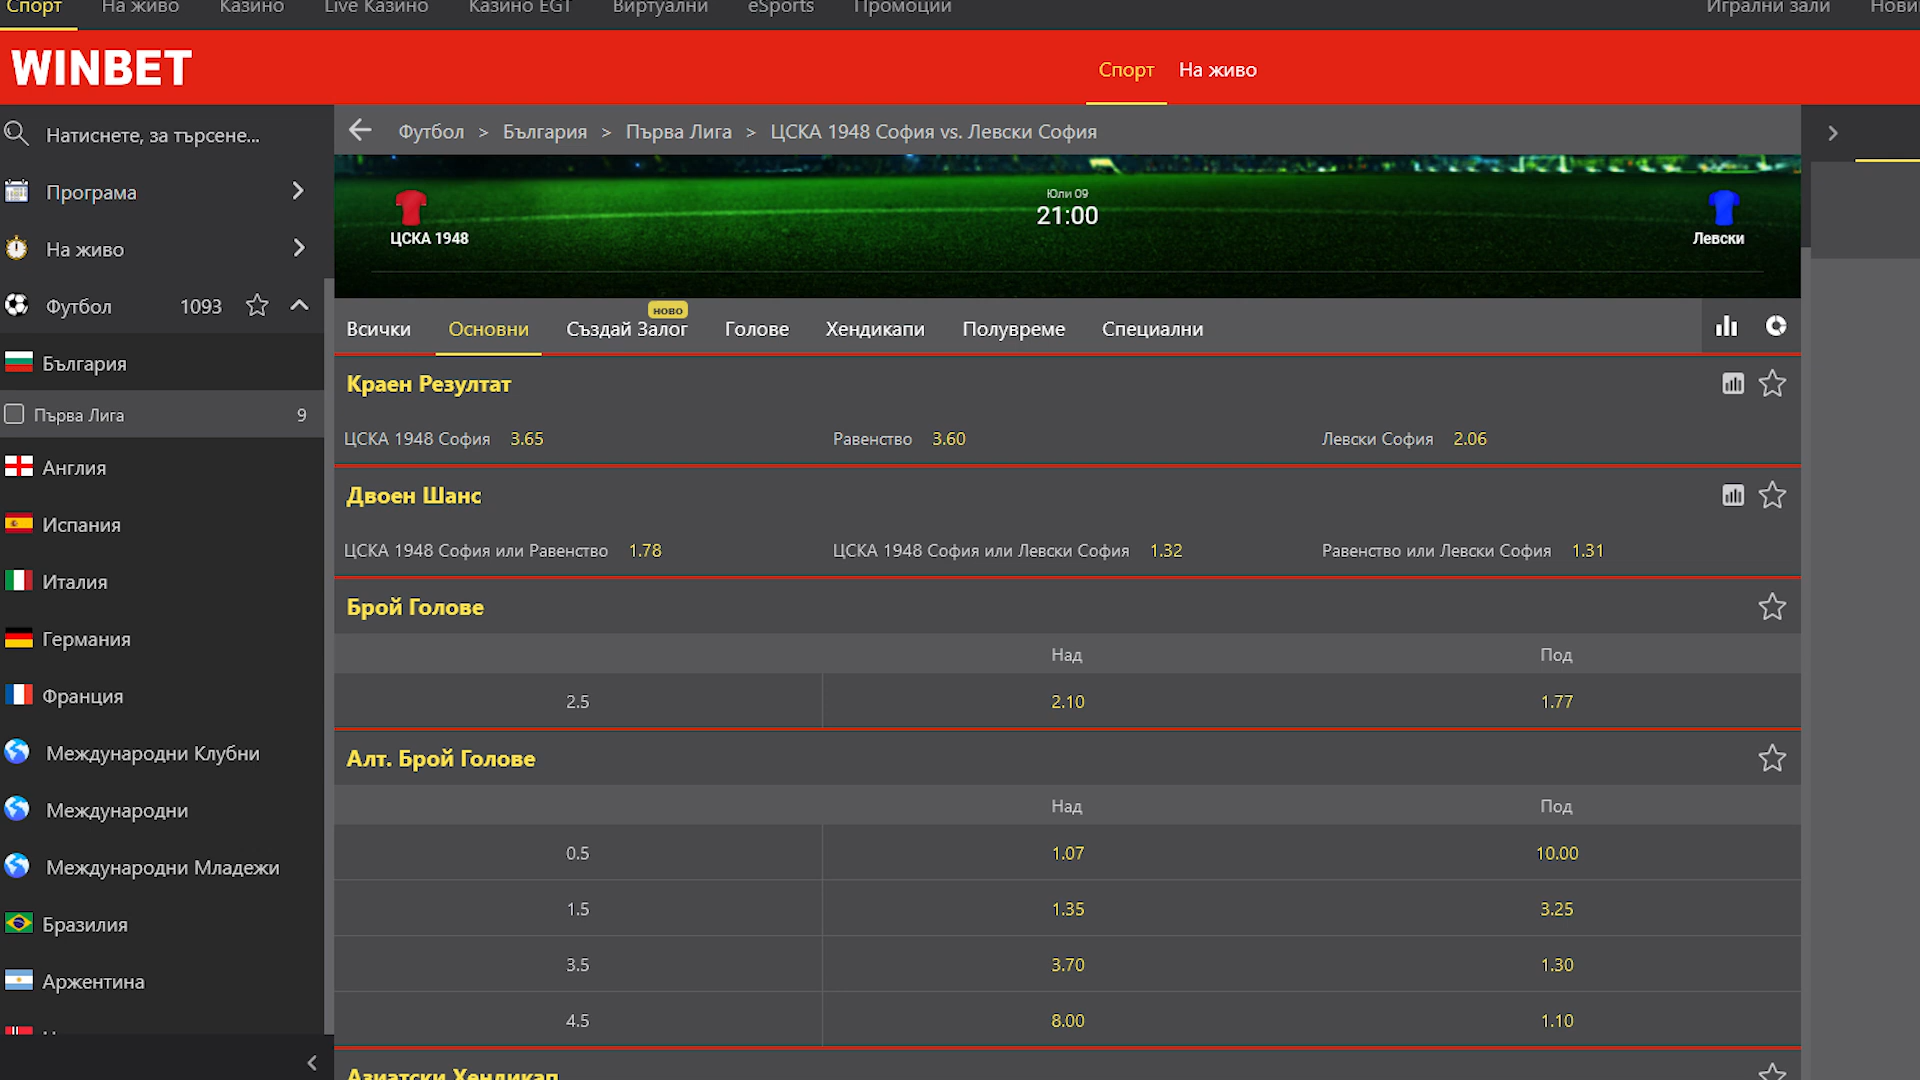 Спорт На живо Казино Live Казино Казино EGT Виртуални eSports Промоции Игрални зали
WINBET
Спорт На живо
Натиснете, за търсене...
Програма
На живо
Футбол 1093
България
Първа Лига 9
Англия
Испания
Италия
Германия
Франция
Международни Клубни
Международни
Международни Младежи
Бразилия
Аржентина
Футбол > България > Първа Лига > ЦСКА 1948 София vs. Левски София
Юли 09
21:00
ЦСКА 1948
Левски
ново
Всички Основни Създай Залог Голове Хендикапи Полувреме Специални
Краен Резултат
ЦСКА 1948 София 3.65 Равенство 3.60 Левски София 2.06
Двоен Шанс
ЦСКА 1948 София или Равенство 1.78 ЦСКА 1948 София или Левски София 1.32 Равенство или Левски София 1.31
Брой Голове
Над Под
2.5 2.10 1.77
Алт. Брой Голове
Над Под
0.5 1.07 10.00
1.5 1.35 3.25
3.5 3.70 1.30
4.5 8.00 1.10
Азиатски Хендикап